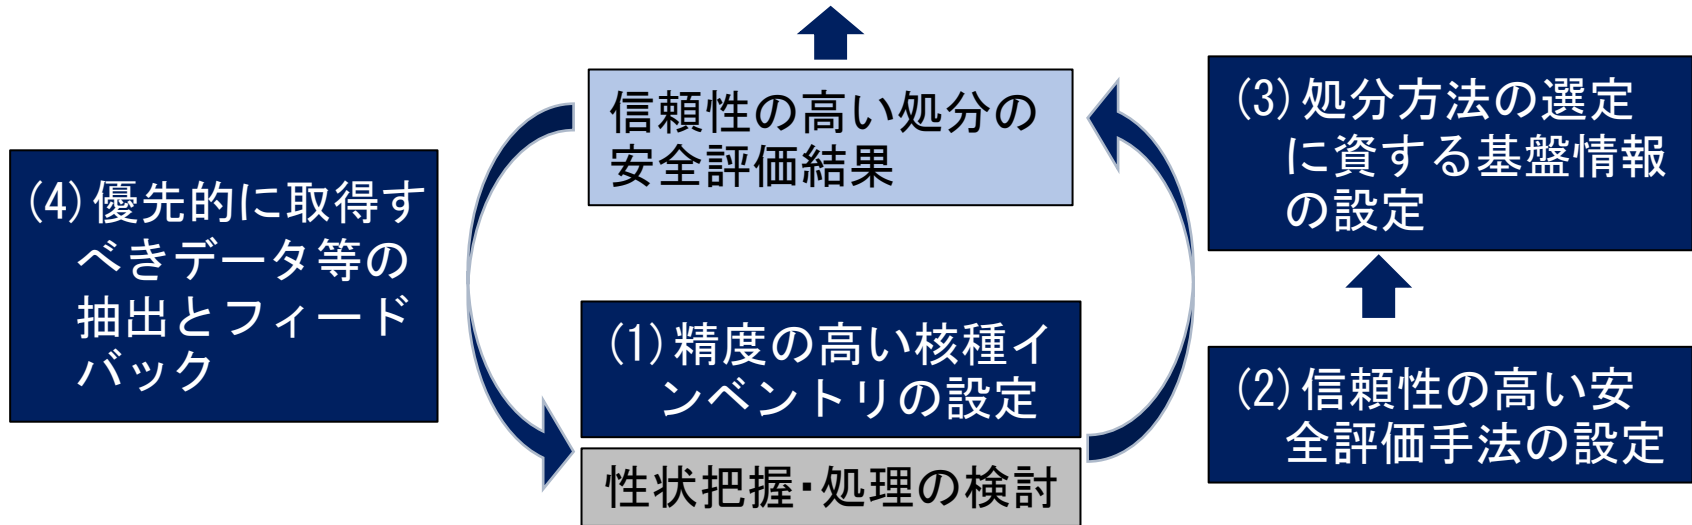 信頼性の高い処分の
安全評価結果
(3)処分方法の選定
に資する基盤情報
の設定
(4)優先的に取得す
べきデータ等の
抽出とフィード
バック
(1)精度の高い核種イ
ンベントリの設定
(2)信頼性の高い安
全評価手法の設定
性状把握・処理の検討